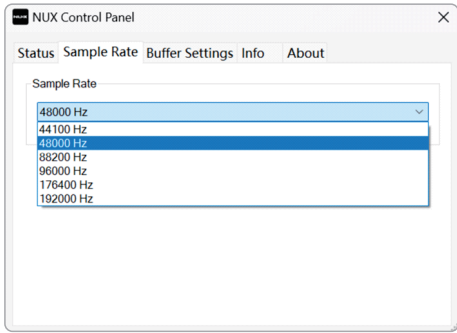 NUX NUX Control Panel
Status Sample Rate Buffer Settings Info About
Sample Rate
48000 Hz
44100 Hz
48000 Hz
88200 Hz
96000 Hz
176400 Hz
192000 Hz